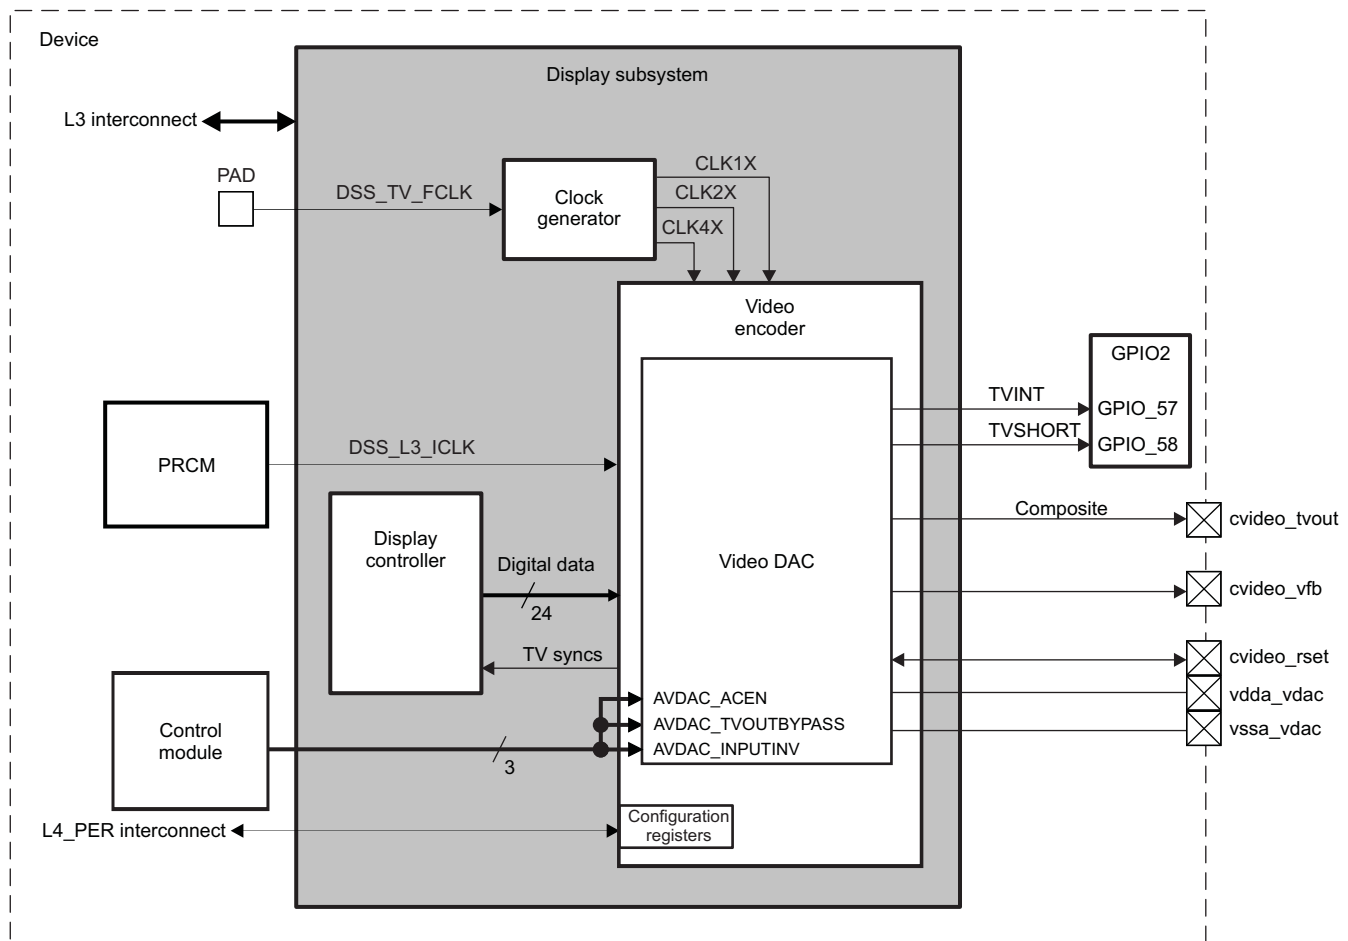 Device
Display subsystem
L3 interconnect
PAD
DSS_TV_FCLK
Clock
generator
CLK1X
CLK2X
CLK4X
Video
encoder
GPIO2
TVINT
GPIO_57
TVSHORT
GPIO_58
PRCM
DSS_L3_ICLK
Composite
cvideo_tvout
Display
controller
Digital data
24
Video DAC
cvideo_vfb
TV syncs
cvideo_rset
AVDAC_ACEN
vdda_vdac
AVDAC_TVOUTBYPASS
vssa_vdac
AVDAC_INPUTINV
Control
module
3
L4_PER interconnect
Configuration
registers